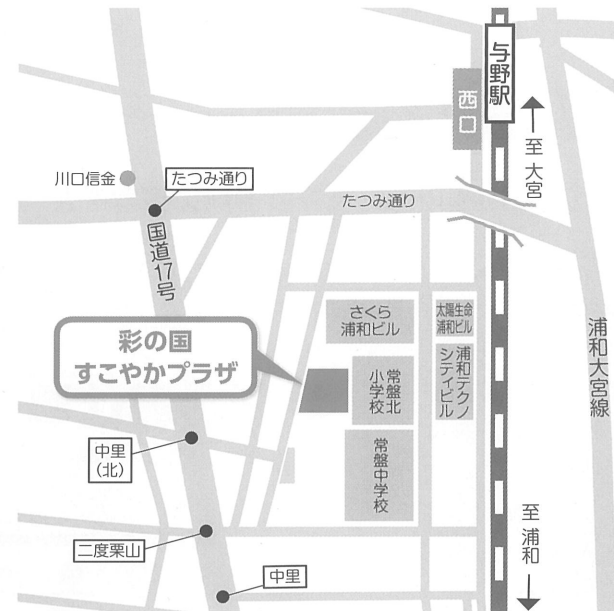 与野駅
西口
至 大宮
川口信金
たつみ通り
たつみ通り
国道17号
さくら
浦和ビル
太陽生命
浦和ビル
浦和大宮線
彩の国
すこやかプラザ
常盤北
小学校
浦和テクノ
シティビル
中里
(北)
常盤中学校
至 浦和
二度栗山
中里